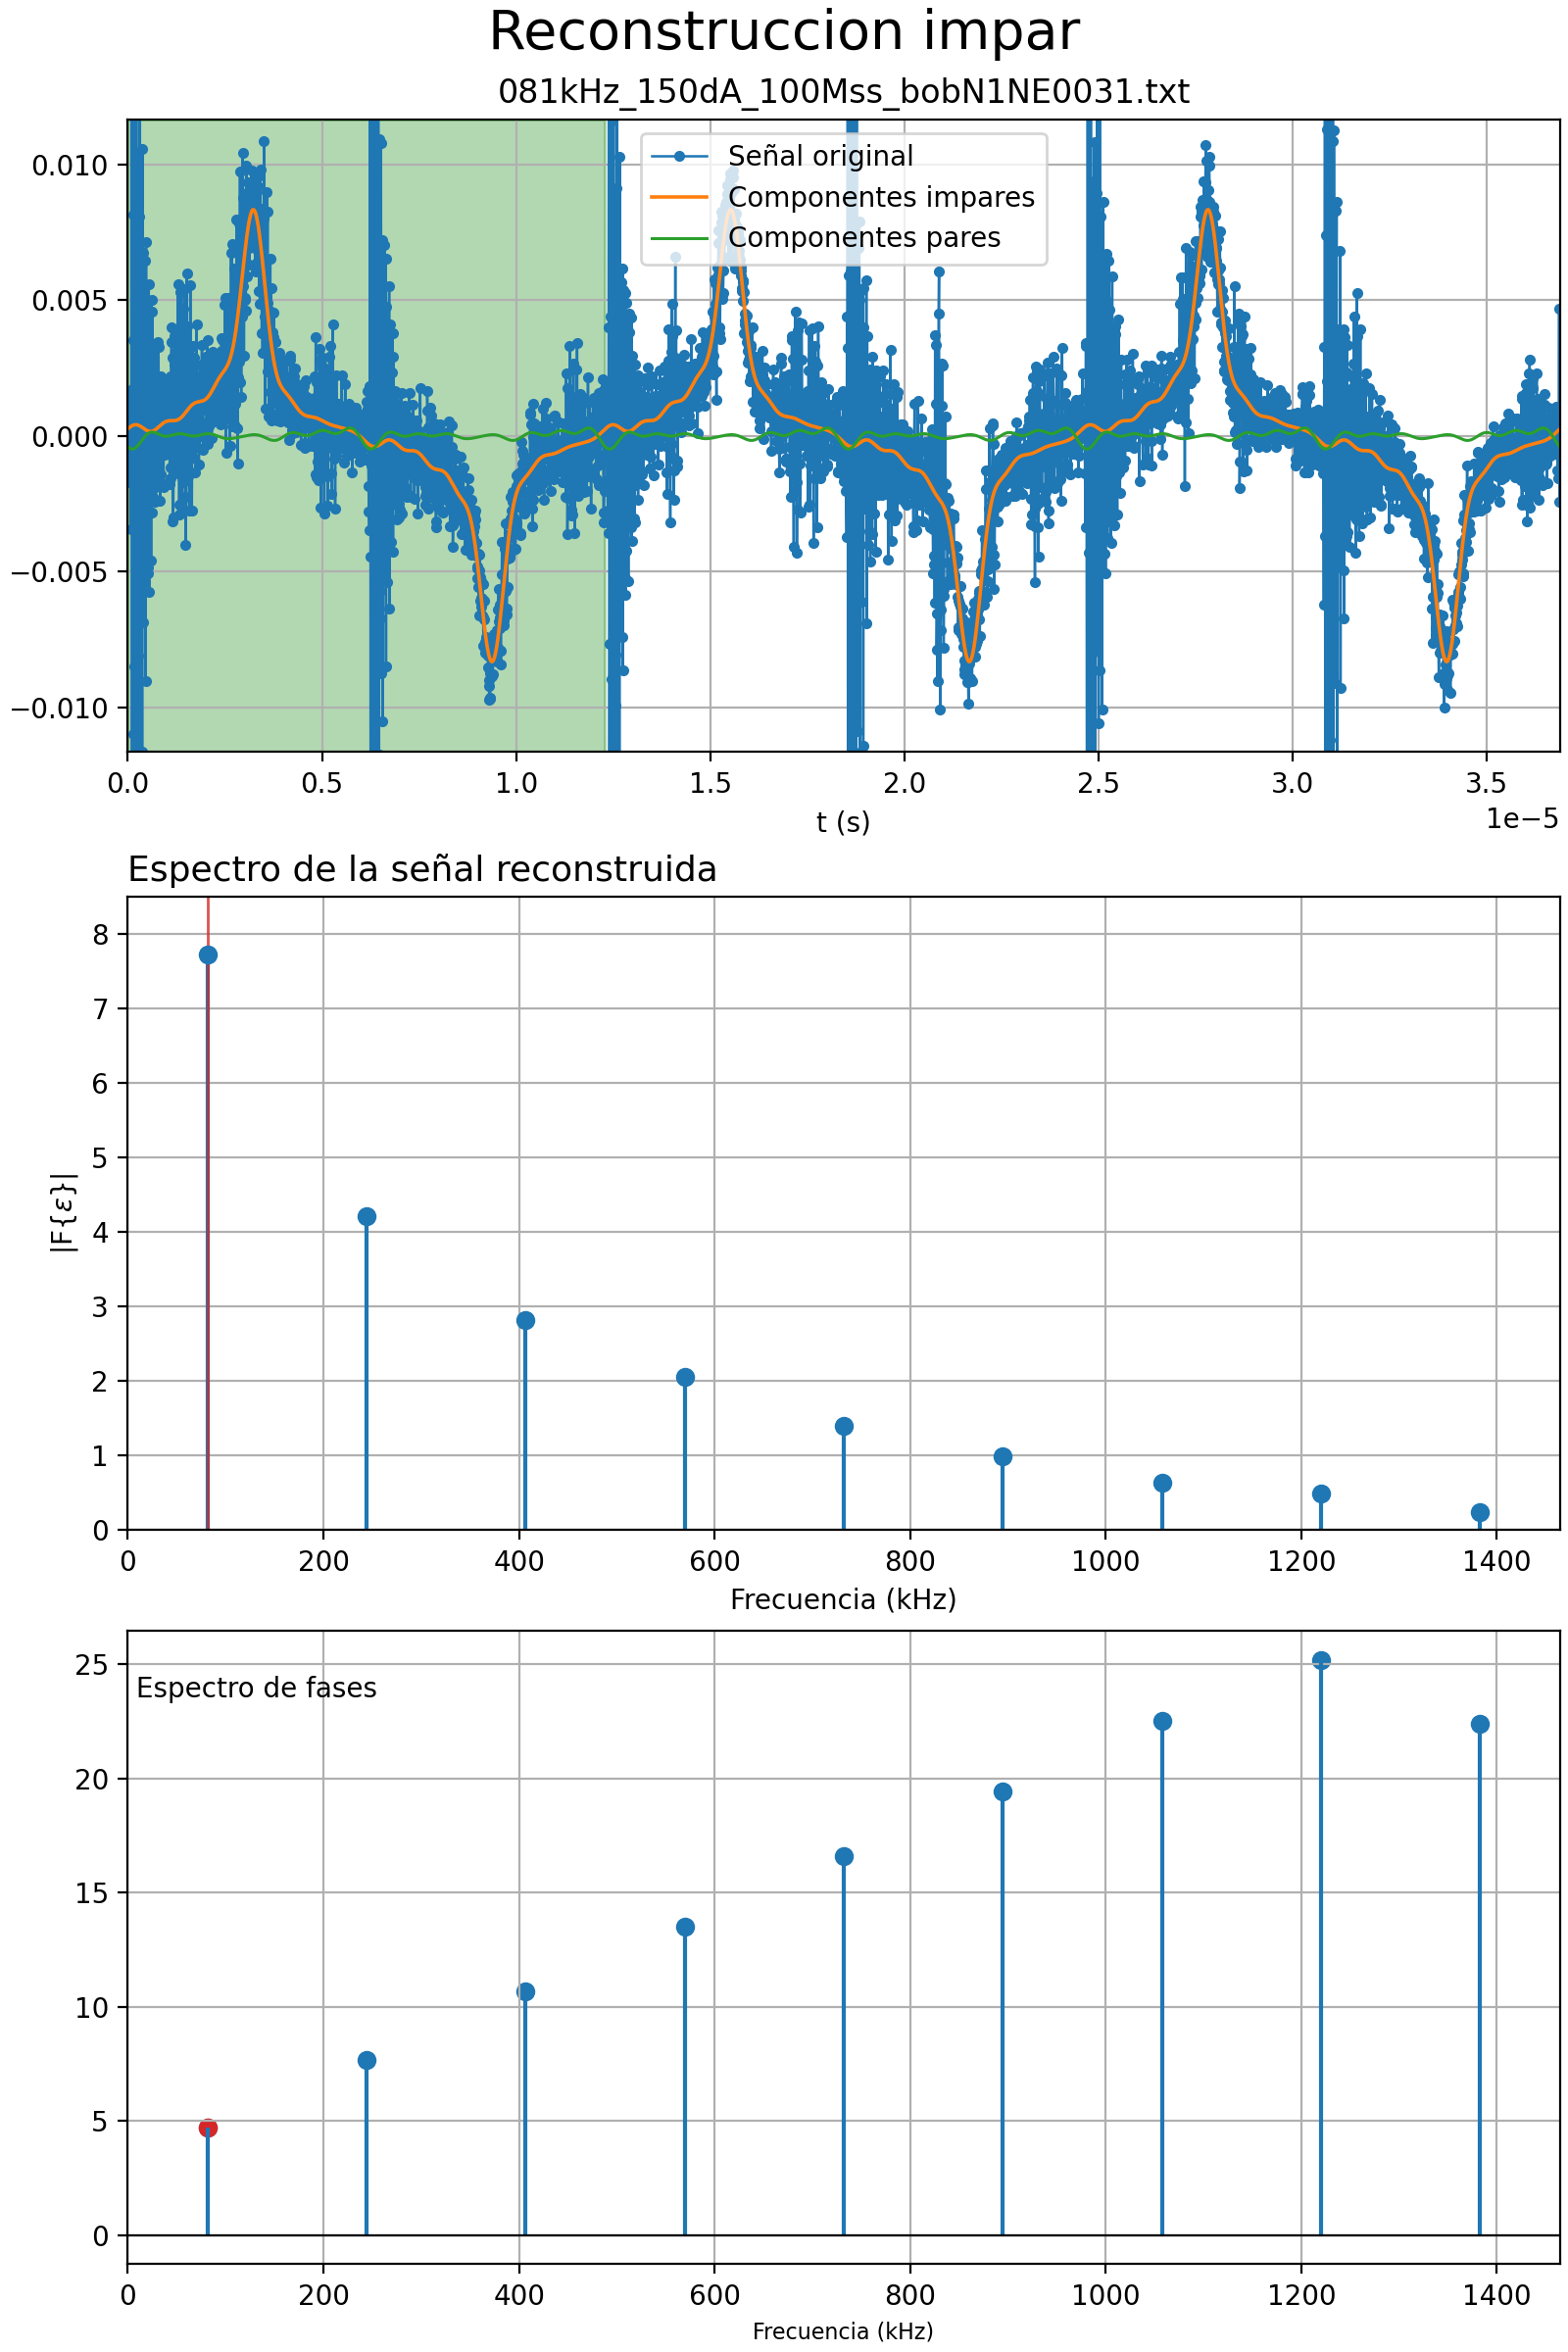 Reconstruccion impar
081kHz_150dA_100Mss_bobN1NE0031.txt
Señal original
Componentes impares
Componentes pares
0.010
0.005
0.000
−0.005
−0.010
0.0 0.5 1.0 1.5 2.0 2.5 3.0 3.5
1e−5
t (s)
Espectro de la señal reconstruida
8
7
6
5
4
3
2
1
0
|F{ε}|
0 200 400 600 800 1000 1200 1400
Frecuencia (kHz)
25
Espectro de fases
20
15
10
5
0
0 200 400 600 800 1000 1200 1400
Frecuencia (kHz)